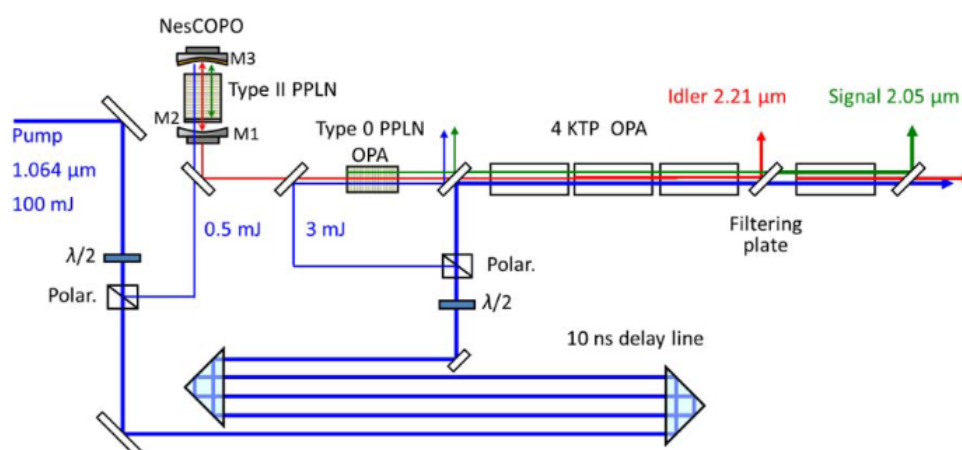 NesCOPO
M3
Type II PPLN
M2
M1
Pump
1.064 µm
100 mJ
Type 0 PPLN
OPA
4 KTP OPA
Idler 2.21 µm
Signal 2.05 µm
0.5 mJ
3 mJ
Filtering
plate
λ/2
Polar.
Polar.
λ/2
10 ns delay line